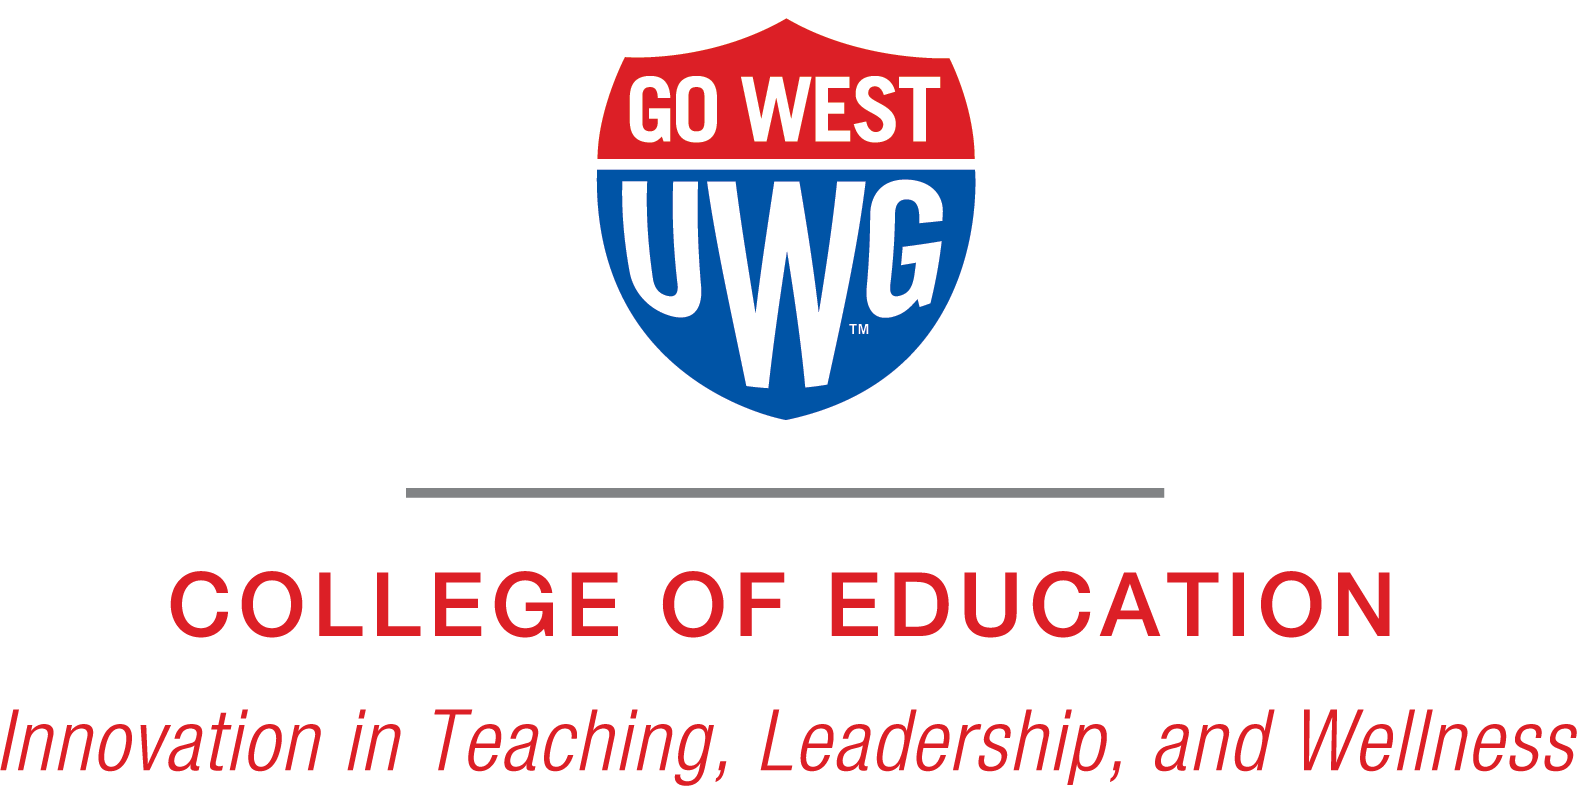 GO WEST
UWG
TM
COLLEGE OF EDUCATION
Innovation in Teaching, Leadership, and Wellness